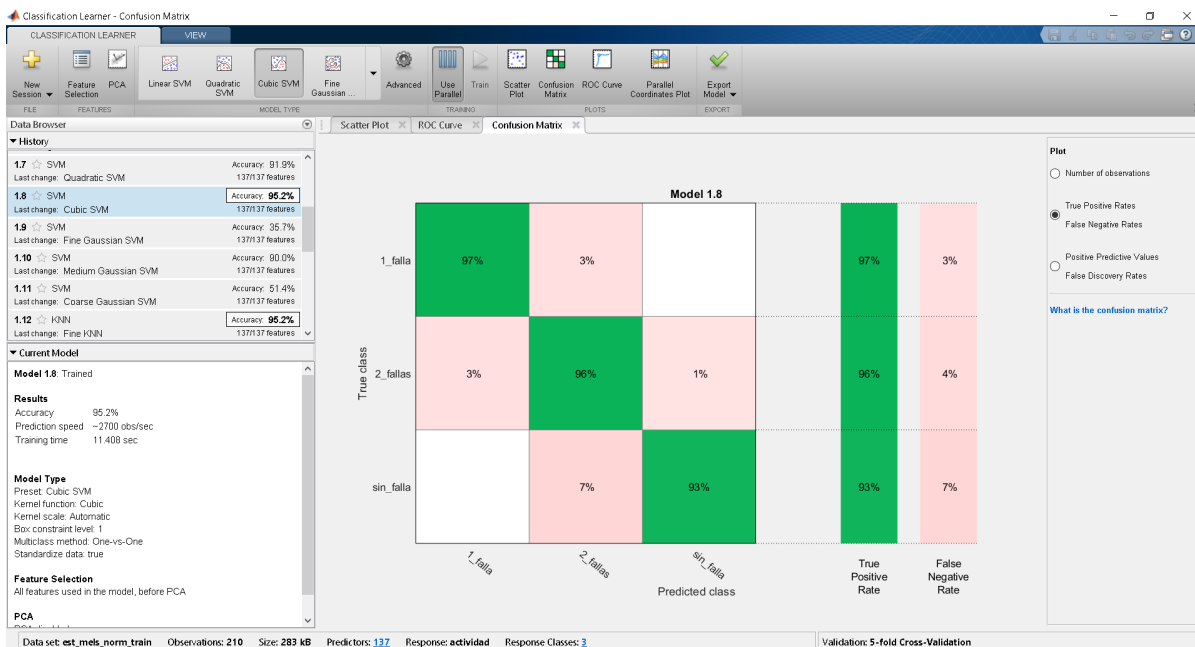 Classification Learner - Confusion Matrix
CLASSIFICATION LEARNER VIEW
New Session
Feature Selection
PCA
Linear SVM
Quadratic SVM
Cubic SVM
Fine Gaussian ...
Advanced
Use Parallel
Train
Scatter Plot
Confusion Matrix
ROC Curve
Parallel Coordinates Plot
Export Model
FILE FEATURES MODEL TYPE TRAINING PLOTS EXPORT
Data Browser
Scatter Plot ROC Curve Confusion Matrix
History
1.7 SVM Accuracy: 91.9%
Last change: Quadratic SVM 137/137 features
1.8 SVM Accuracy: 95.2%
Last change: Cubic SVM 137/137 features
1.9 SVM Accuracy: 35.7%
Last change: Fine Gaussian SVM 137/137 features
1.10 SVM Accuracy: 90.0%
Last change: Medium Gaussian SVM 137/137 features
1.11 SVM Accuracy: 51.4%
Last change: Coarse Gaussian SVM 137/137 features
1.12 KNN Accuracy: 95.2%
Last change: Fine KNN 137/137 features
Current Model
Model 1.8: Trained
Results
Accuracy 95.2%
Prediction speed ~2700 obs/sec
Training time 11.408 sec
Model Type
Preset: Cubic SVM
Kernel function: Cubic
Kernel scale: Automatic
Box constraint level: 1
Multiclass method: One-vs-One
Standardize data: true
Feature Selection
All features used in the model, before PCA
PCA
Model 1.8
True class
1_falla 97% 3% 97% 3%
2_fallas 3% 96% 1% 96% 4%
sin_falla 7% 93% 93% 7%
1_falla 2_fallas sin_falla
Predicted class
True Positive Rate
False Negative Rate
Plot
Number of observations
True Positive Rates
False Negative Rates
Positive Predictive Values
False Discovery Rates
What is the confusion matrix?
Data set: est_mels_norm_train Observations: 210 Size: 283 kB Predictors: 137 Response: actividad Response Classes: 3 Validation: 5-fold Cross-Validation